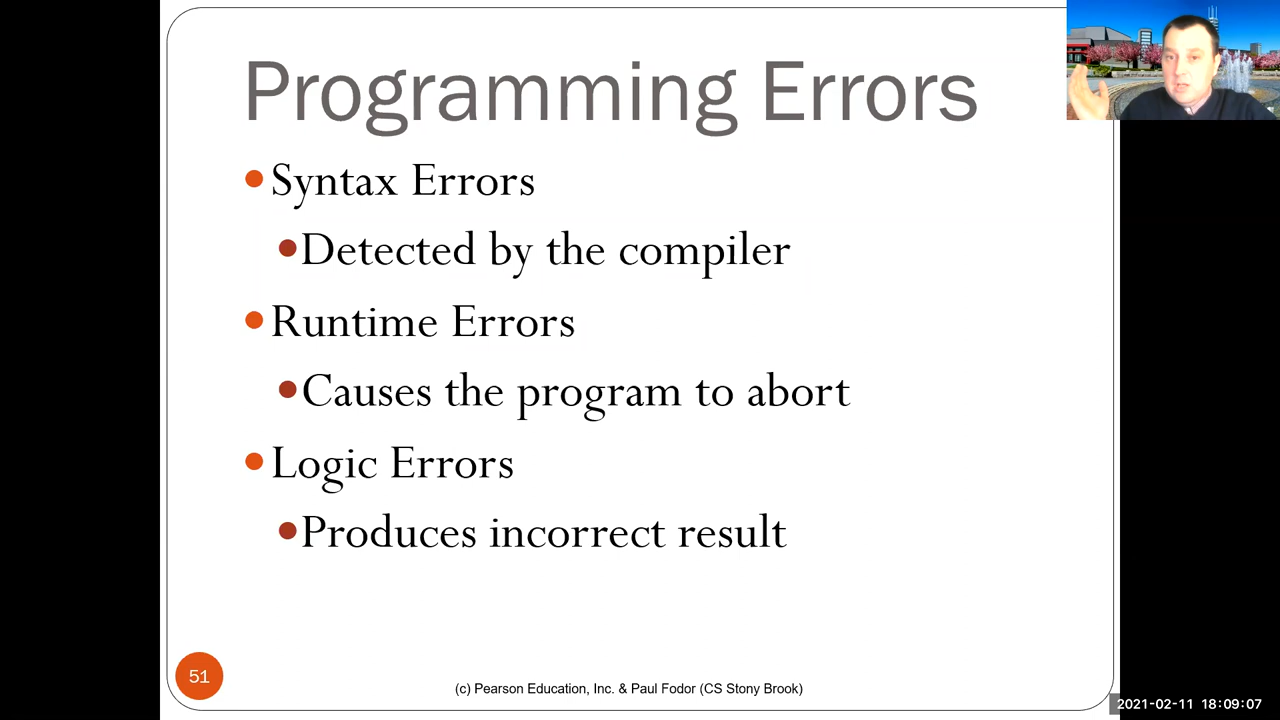 Programming Errors
Syntax Errors
Detected by the compiler
Runtime Errors
Causes the program to abort
Logic Errors
Produces incorrect result
51
(c) Pearson Education, Inc. & Paul Fodor (CS Stony Brook)
2021-02-11 18:09:07